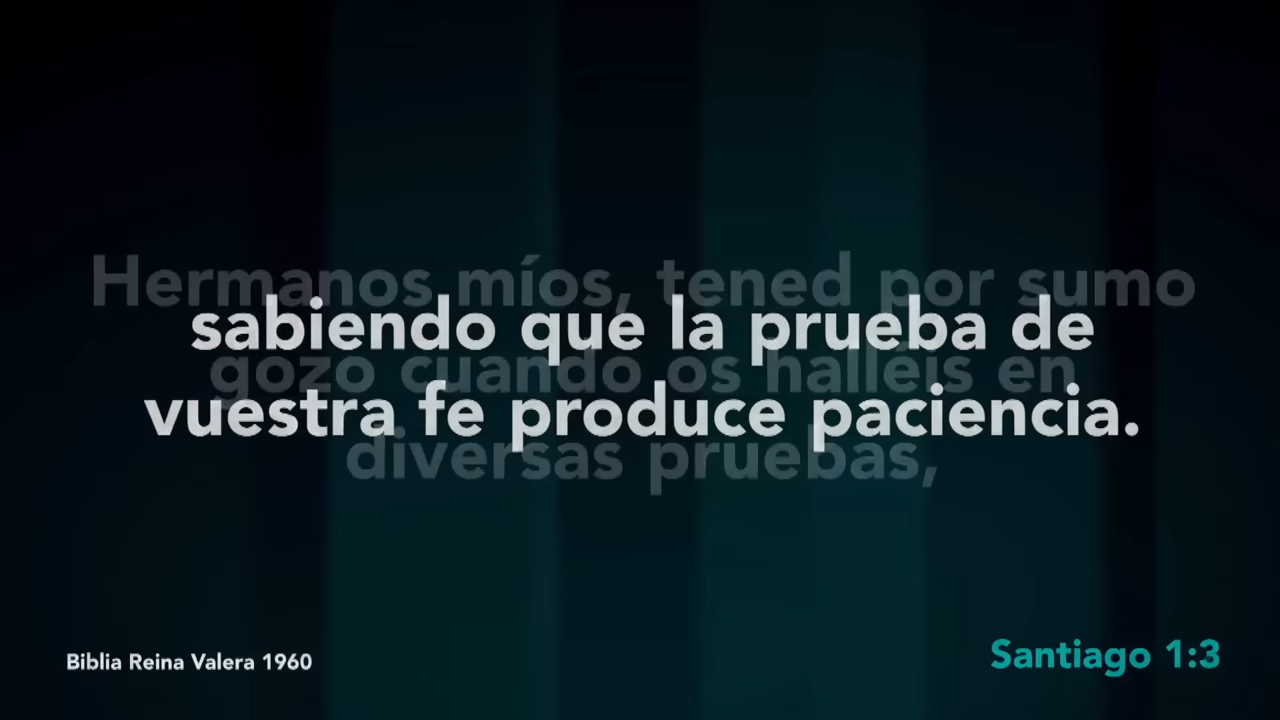 Hermanos míos, tened por sumo
gozo cuando os halléis en
diversas pruebas,
sabiendo que la prueba de
vuestra fe produce paciencia.
Biblia Reina Valera 1960
Santiago 1:3